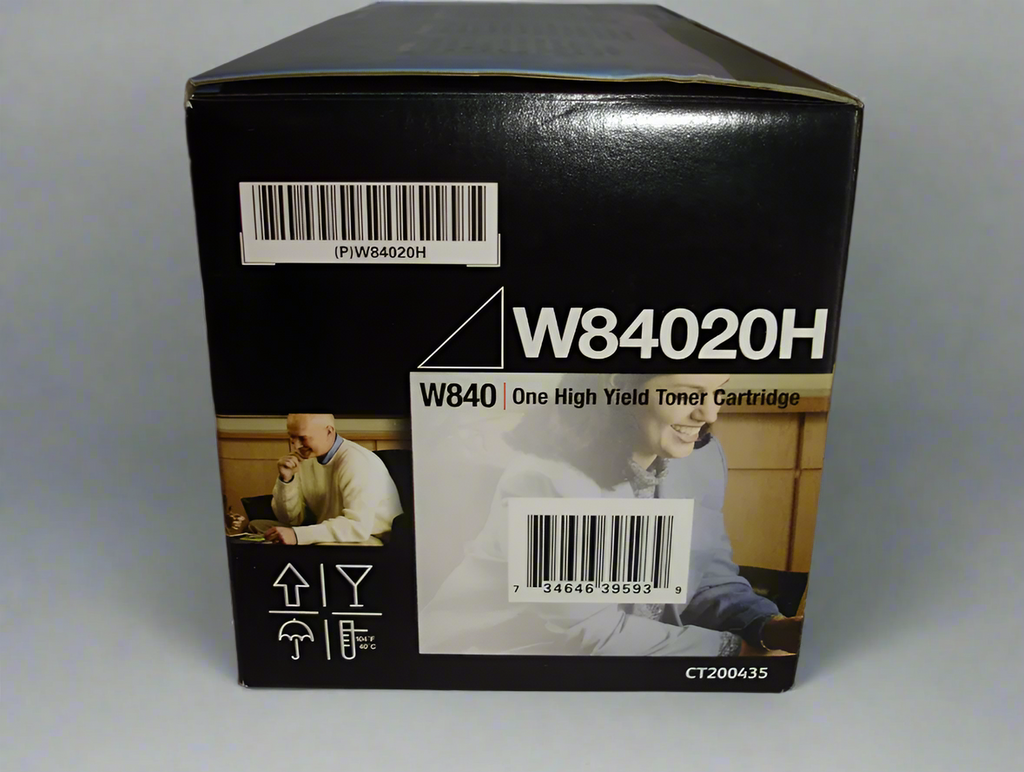 (P)W84020H
W84020H
W840 | One High Yield Toner Cartridge
7 34646 39593 9
104°F
40°C
CT200435